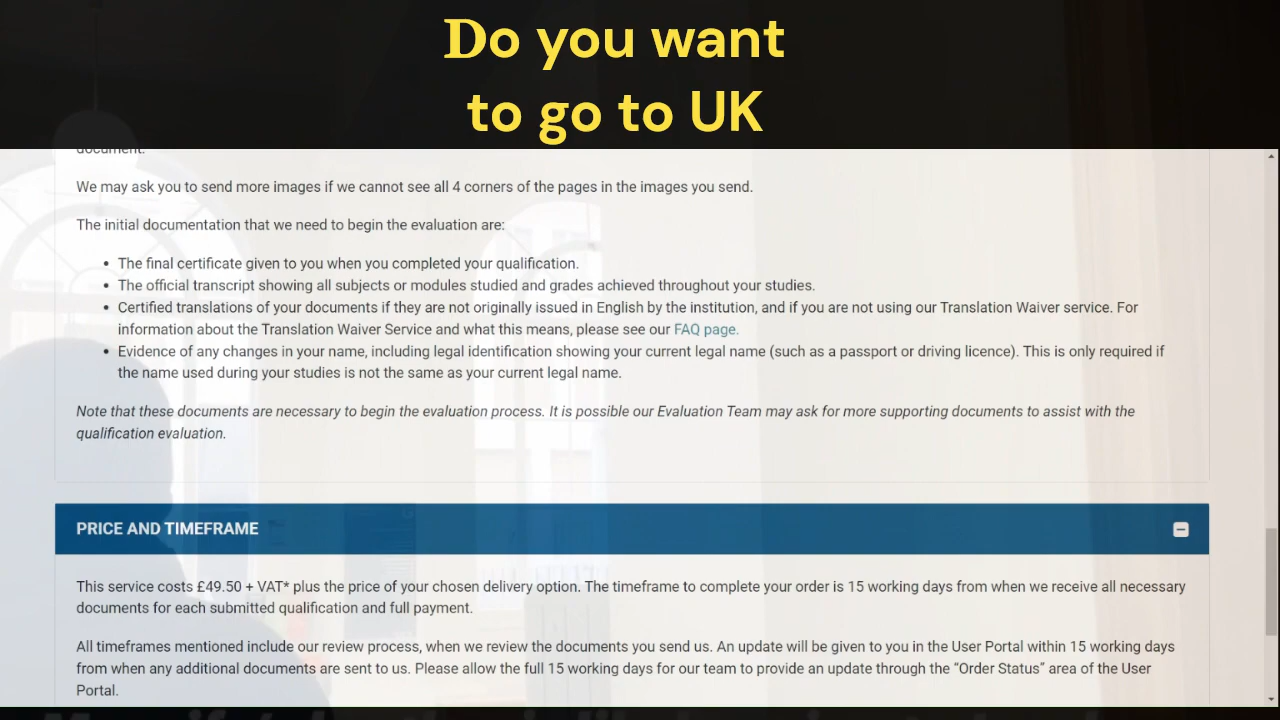 Do you want
to go to UK
document.
We may ask you to send more images if we cannot see all 4 corners of the pages in the images you send.
The initial documentation that we need to begin the evaluation are:
• The final certificate given to you when you completed your qualification.
• The official transcript showing all subjects or modules studied and grades achieved throughout your studies.
• Certified translations of your documents if they are not originally issued in English by the institution, and if you are not using our Translation Waiver service. For
information about the Translation Waiver Service and what this means, please see our FAQ page.
• Evidence of any changes in your name, including legal identification showing your current legal name (such as a passport or driving licence). This is only required if
the name used during your studies is not the same as your current legal name.
Note that these documents are necessary to begin the evaluation process. It is possible our Evaluation Team may ask for more supporting documents to assist with the
qualification evaluation.
PRICE AND TIMEFRAME
This service costs £49.50 + VAT* plus the price of your chosen delivery option. The timeframe to complete your order is 15 working days from when we receive all necessary
documents for each submitted qualification and full payment.
All timeframes mentioned include our review process, when we review the documents you send us. An update will be given to you in the User Portal within 15 working days
from when any additional documents are sent to us. Please allow the full 15 working days for our team to provide an update through the “Order Status” area of the User
Portal.